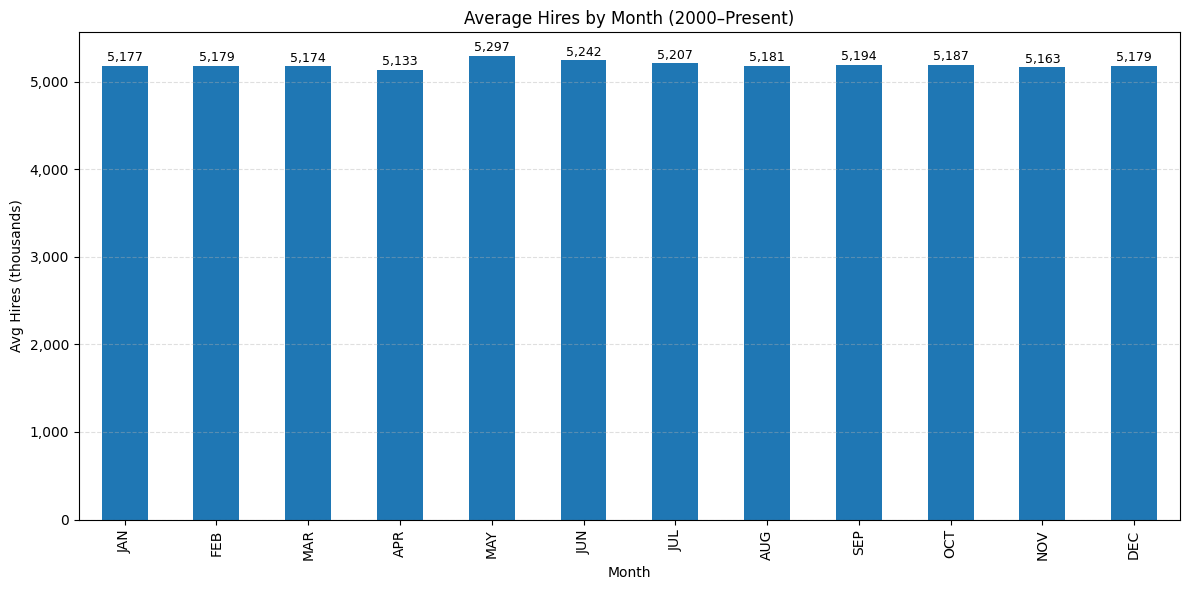 Average Hires by Month (2000–Present)
Avg Hires (thousands)
5,000
4,000
3,000
2,000
1,000
0
5,177
5,179
5,174
5,133
5,297
5,242
5,207
5,181
5,194
5,187
5,163
5,179
JAN
FEB
MAR
APR
MAY
JUN
JUL
AUG
SEP
OCT
NOV
DEC
Month